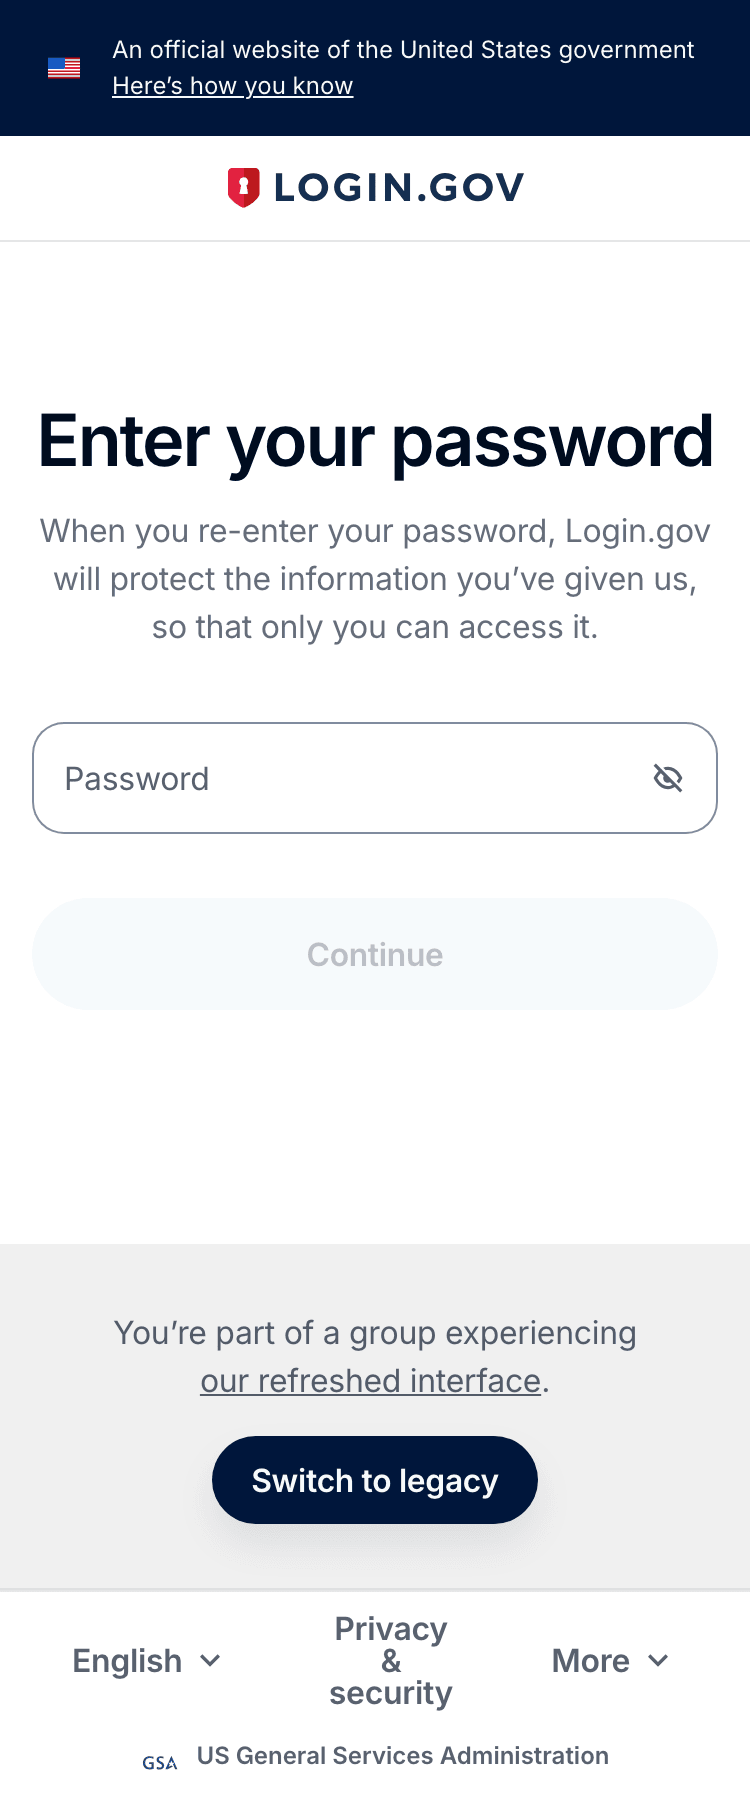 An official website of the United States government
Here’s how you know
LOGIN.GOV
Enter your password
When you re-enter your password, Login.gov
will protect the information you’ve given us,
so that only you can access it.
Password
Continue
You’re part of a group experiencing
our refreshed interface.
Switch to legacy
English
Privacy
&
security
More
GSA
US General Services Administration